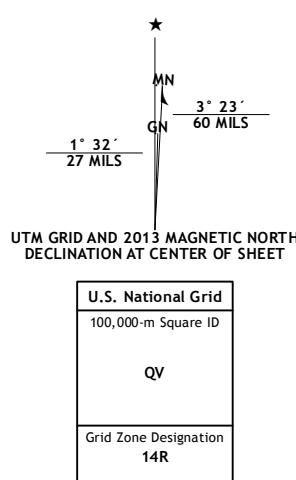 ★
MN
3° 23´
60 MILS
GN
1° 32´
27 MILS
UTM GRID AND 2013 MAGNETIC NORTH
DECLINATION AT CENTER OF SHEET
U.S. National Grid
100,000-m Square ID
QV
Grid Zone Designation
14R